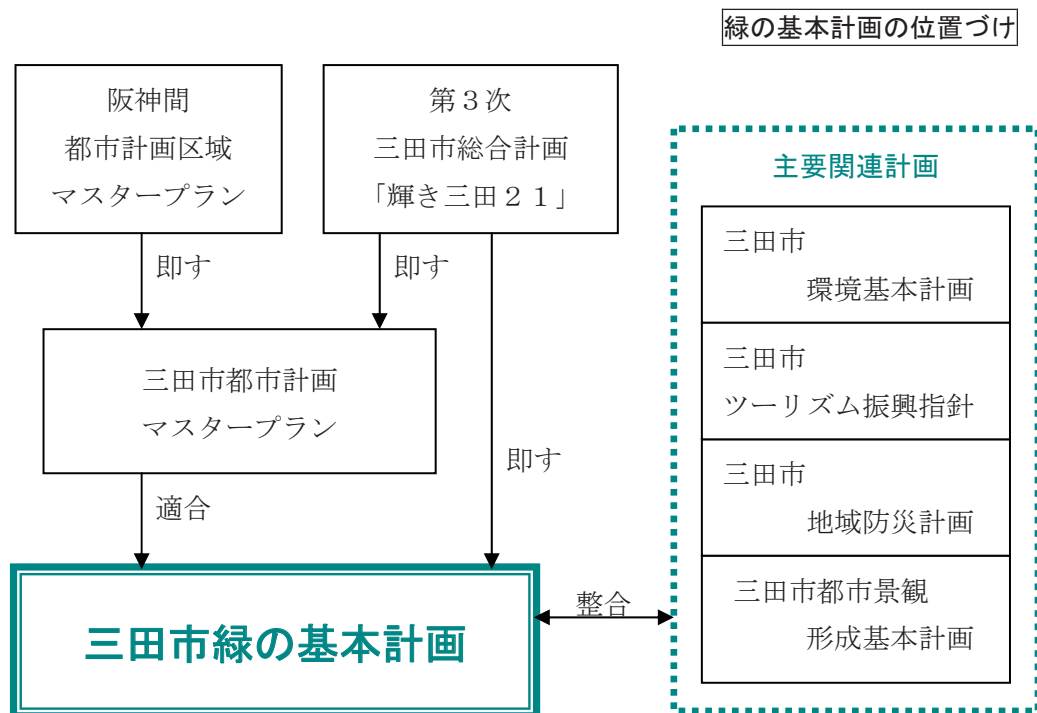 緑の基本計画の位置づけ
阪神間
都市計画区域
マスタープラン
第３次
三田市総合計画
「輝き三田２１」
即す
即す
三田市都市計画
マスタープラン
適合
即す
三田市緑の基本計画
整合
主要関連計画
三田市
環境基本計画
三田市
ツーリズム振興指針
三田市
地域防災計画
三田市都市景観
形成基本計画